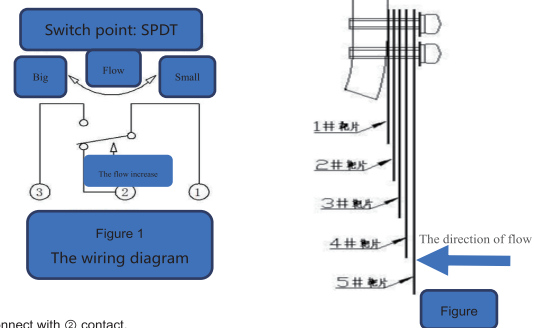 Switch point: SPDT
Big
Flow
Small
The flow increase
③
②
①
Figure 1
The wiring diagram
1#靶片
2#靶片
3#靶片
4#靶片
5#靶片
The direction of flow
Figure
connect with ② contact.